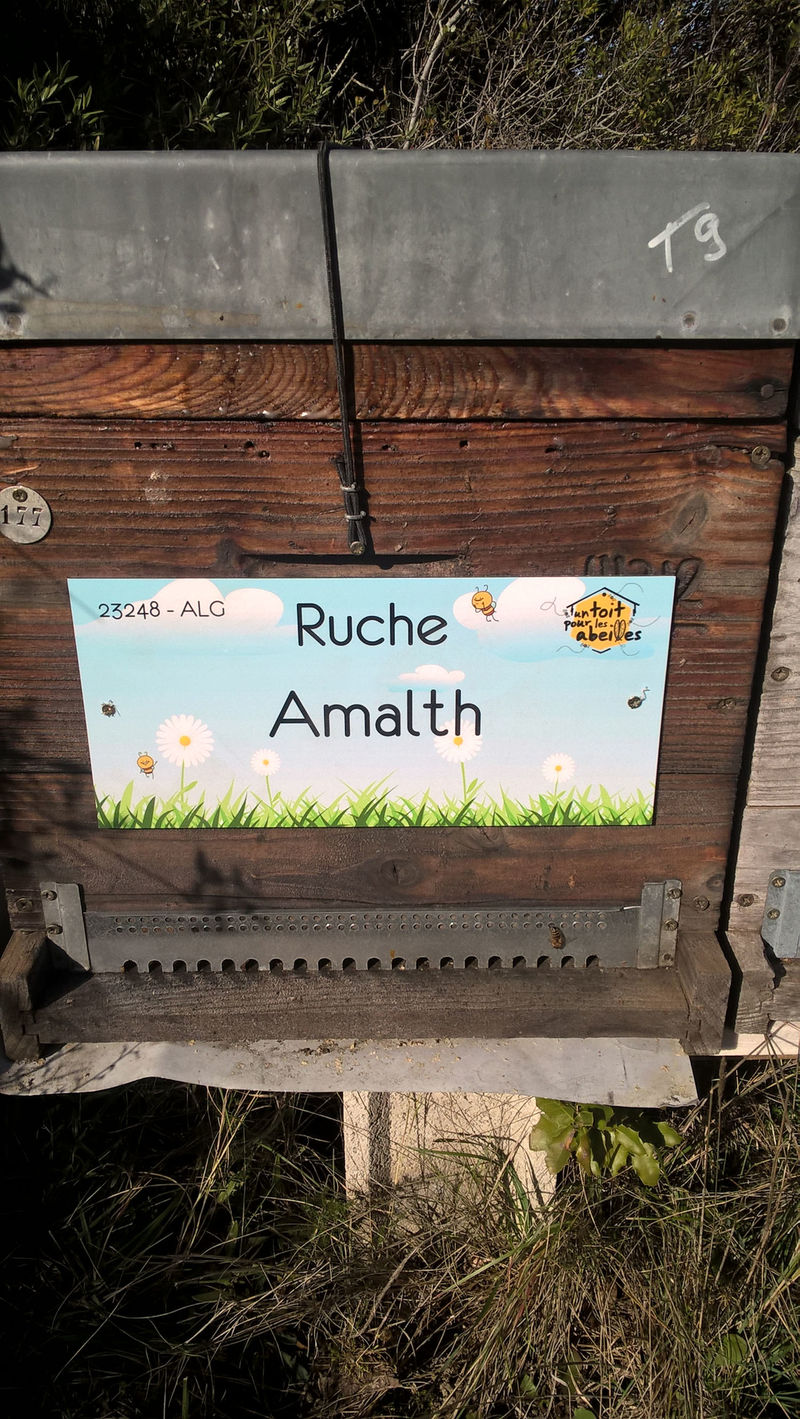 T9
177
23248 - ALG
Ruche
un toit
pour les
abeilles
Amalth